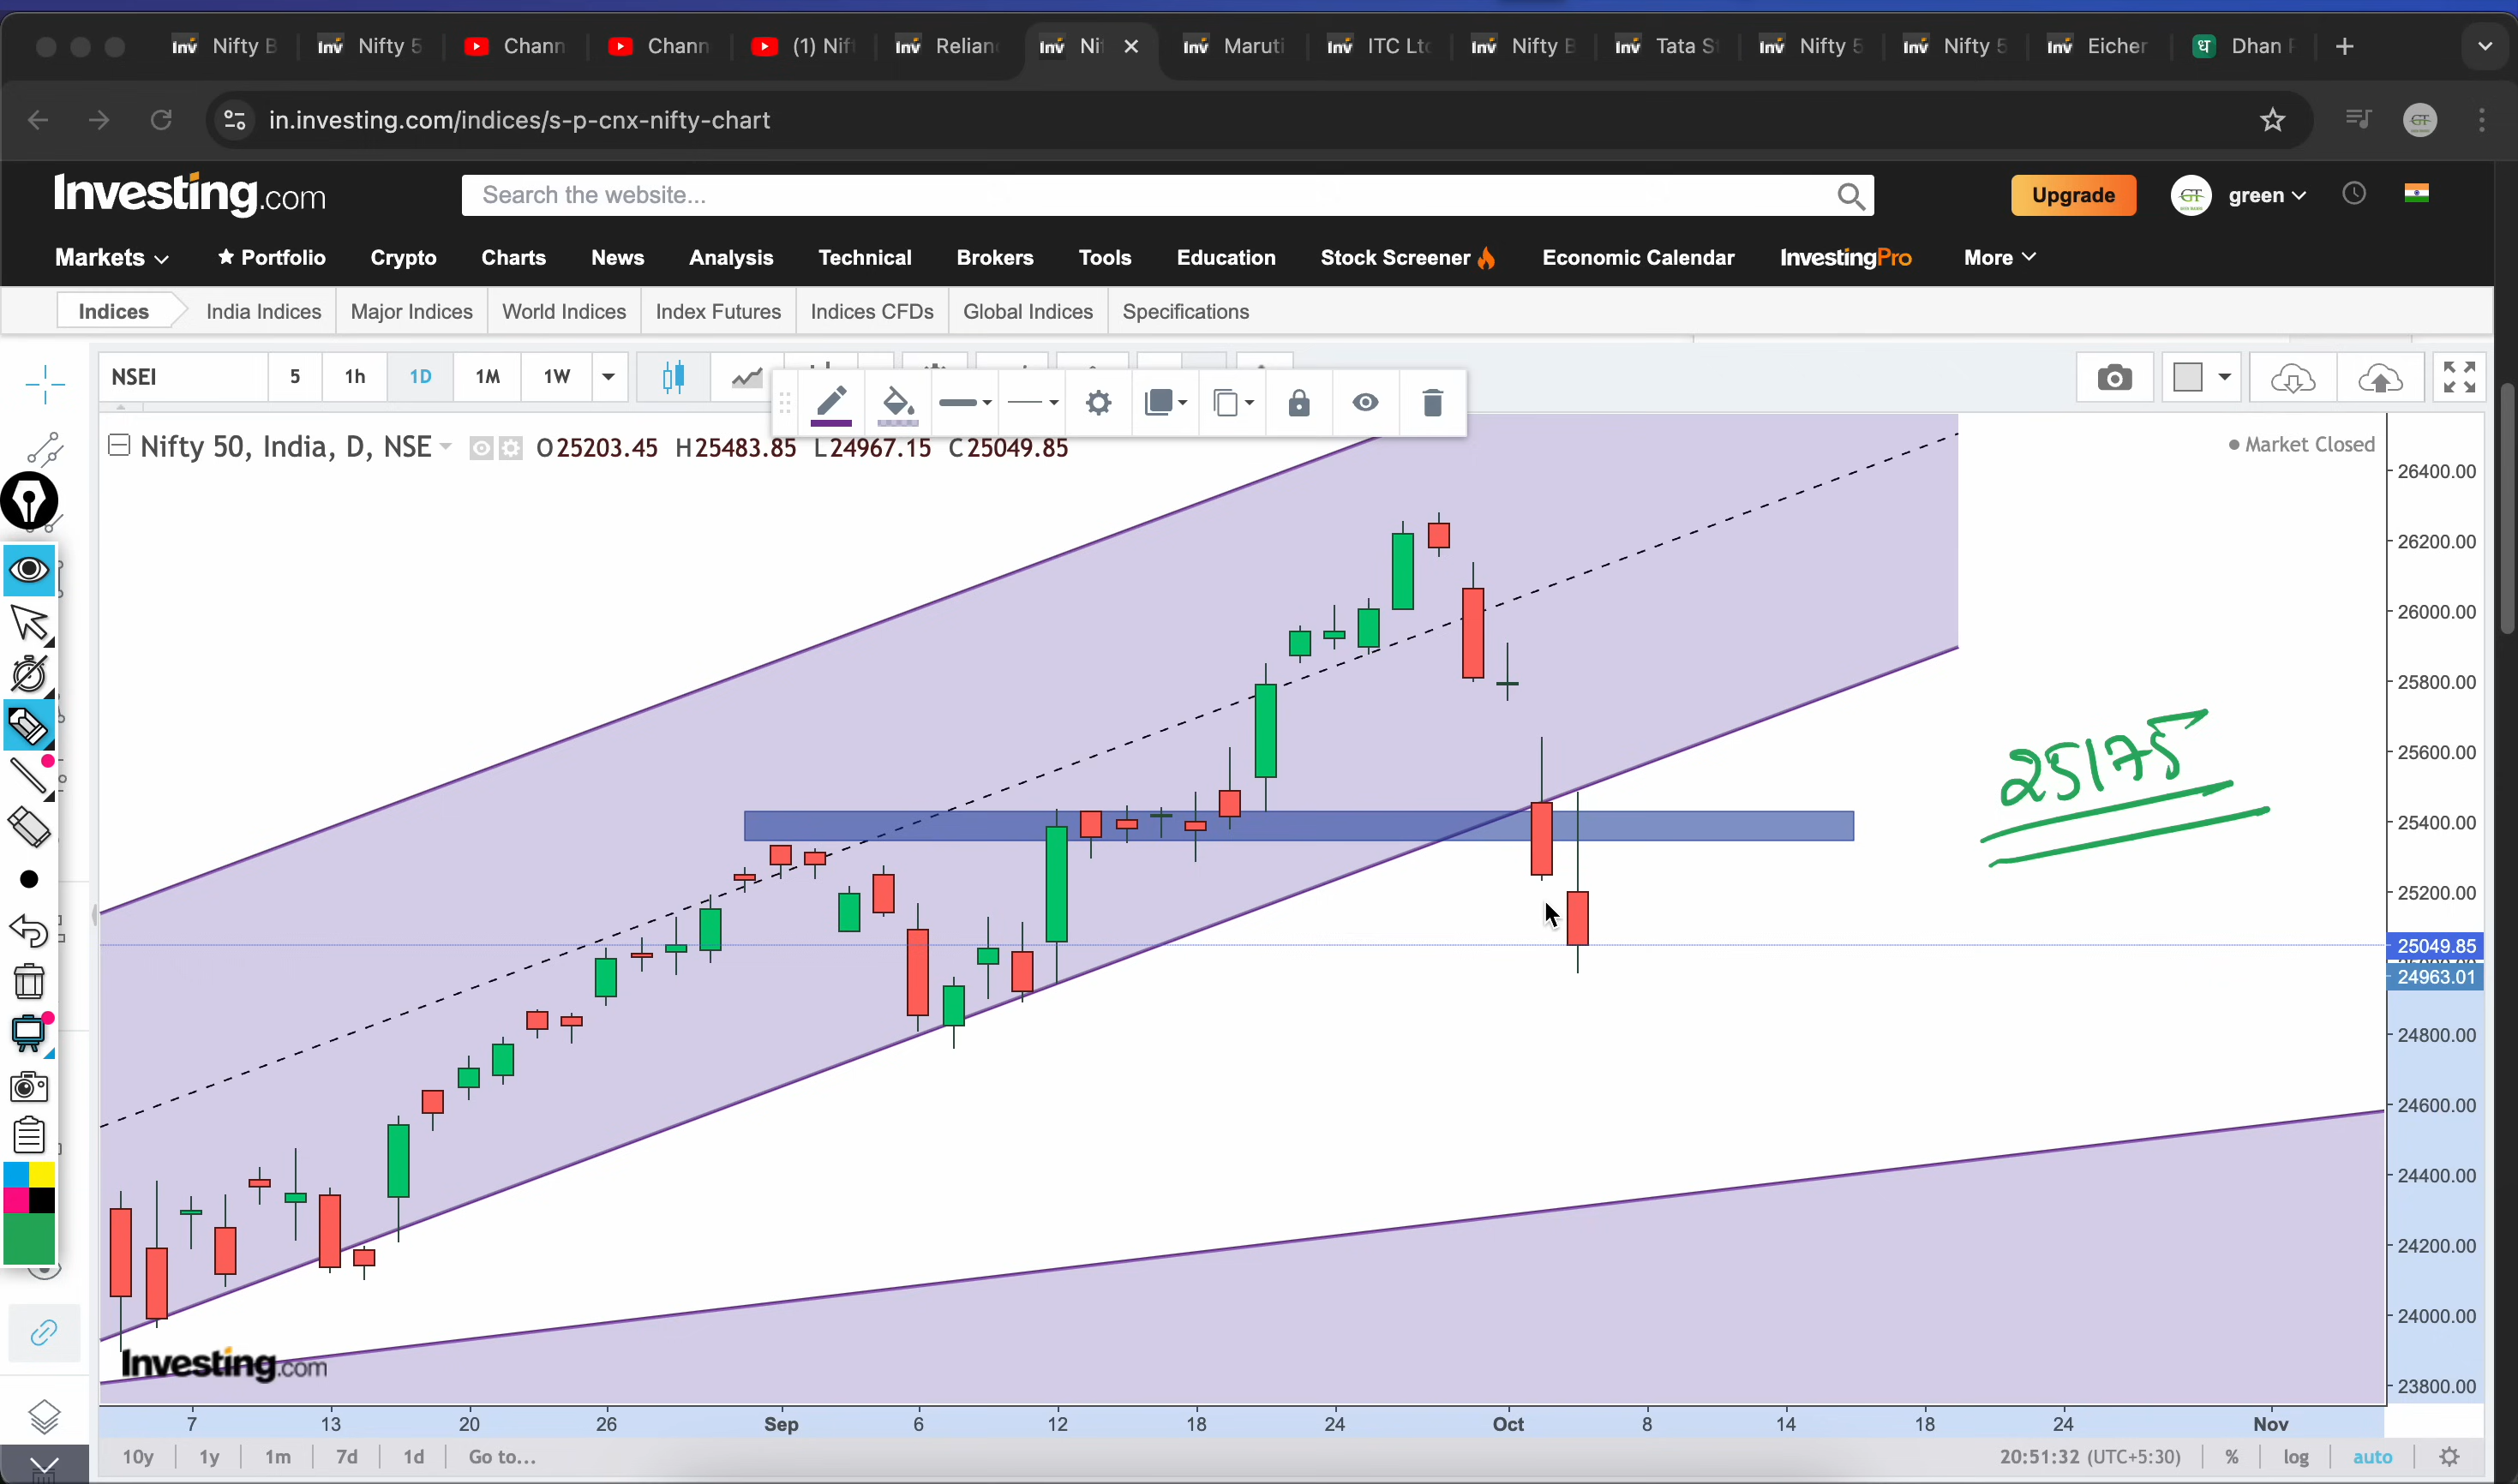 Nifty B
Nifty 5
Chann
Chann
(1) Nif
Relian
Ni
Maruti
ITC Ltd
Nifty B
Tata S
Nifty 5
Nifty 5
Eicher
Dhan
in.investing.com/indices/s-p-cnx-nifty-chart
Investing.com
Search the website...
Upgrade
green
Markets
Portfolio
Crypto
Charts
News
Analysis
Technical
Brokers
Tools
Education
Stock Screener
Economic Calendar
InvestingPro
More
Indices
India Indices
Major Indices
World Indices
Index Futures
Indices CFDs
Global Indices
Specifications
NSEI
5
1h
1D
1M
1W
Nifty 50, India, D, NSE
O25203.45 H25483.85 L24967.15 C25049.85
Market Closed
26400.00
26200.00
26000.00
25800.00
25600.00
25175
25400.00
25200.00
25049.85
24963.01
24800.00
24600.00
24400.00
24200.00
24000.00
23800.00
Investing.com
7
13
20
26
Sep
6
12
18
24
Oct
8
14
18
24
Nov
10y
1y
1m
7d
1d
Go to...
20:51:32 (UTC+5:30)
%
log
auto